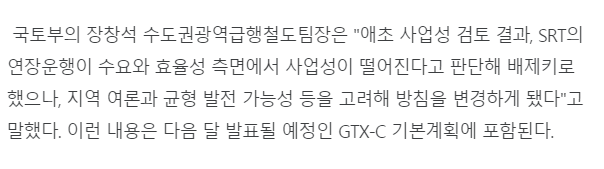 국토부의 장창석 수도권광역급행철도팀장은 "애초 사업성 검토 결과, SRT의
연장운행이 수요와 효율성 측면에서 사업성이 떨어진다고 판단해 배제키로
했으나, 지역 여론과 균형 발전 가능성 등을 고려해 방침을 변경하게 됐다"고
말했다. 이런 내용은 다음 달 발표될 예정인 GTX-C 기본계획에 포함된다.